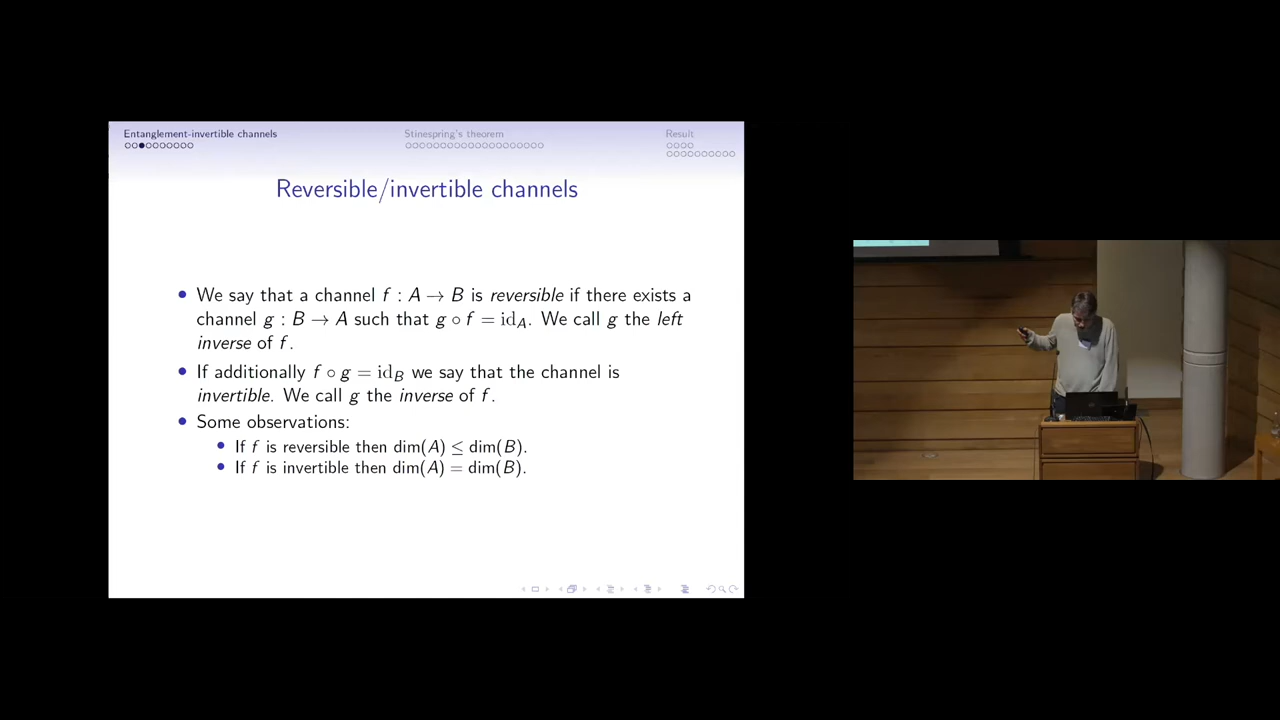 Entanglement-invertible channels
Stinespring's theorem
Result
Reversible/invertible channels
• We say that a channel f : A → B is reversible if there exists a
channel g : B → A such that g ∘ f = id_A. We call g the left
inverse of f.
• If additionally f ∘ g = id_B we say that the channel is
invertible. We call g the inverse of f.
• Some observations:
• If f is reversible then dim(A) ≤ dim(B).
• If f is invertible then dim(A) = dim(B).